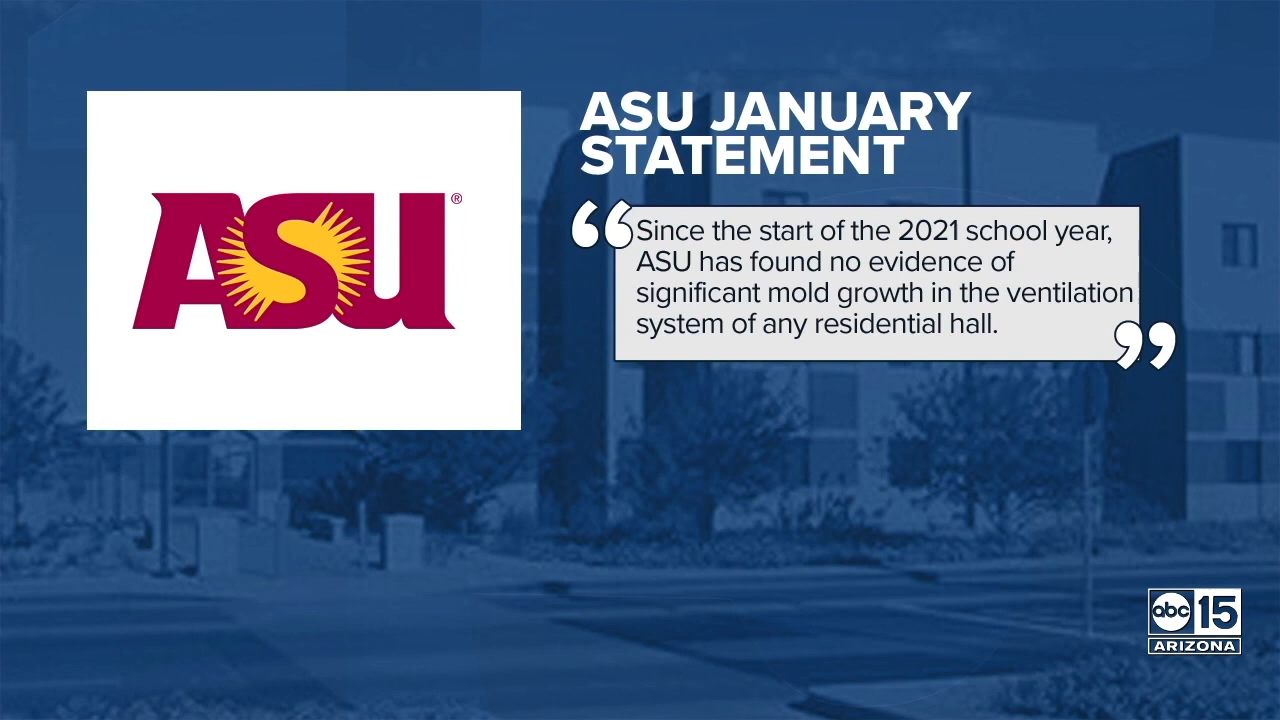 ASU®
ASU JANUARY
STATEMENT
“Since the start of the 2021 school year,
ASU has found no evidence of
significant mold growth in the ventilation
system of any residential hall.”
abc 15
ARIZONA